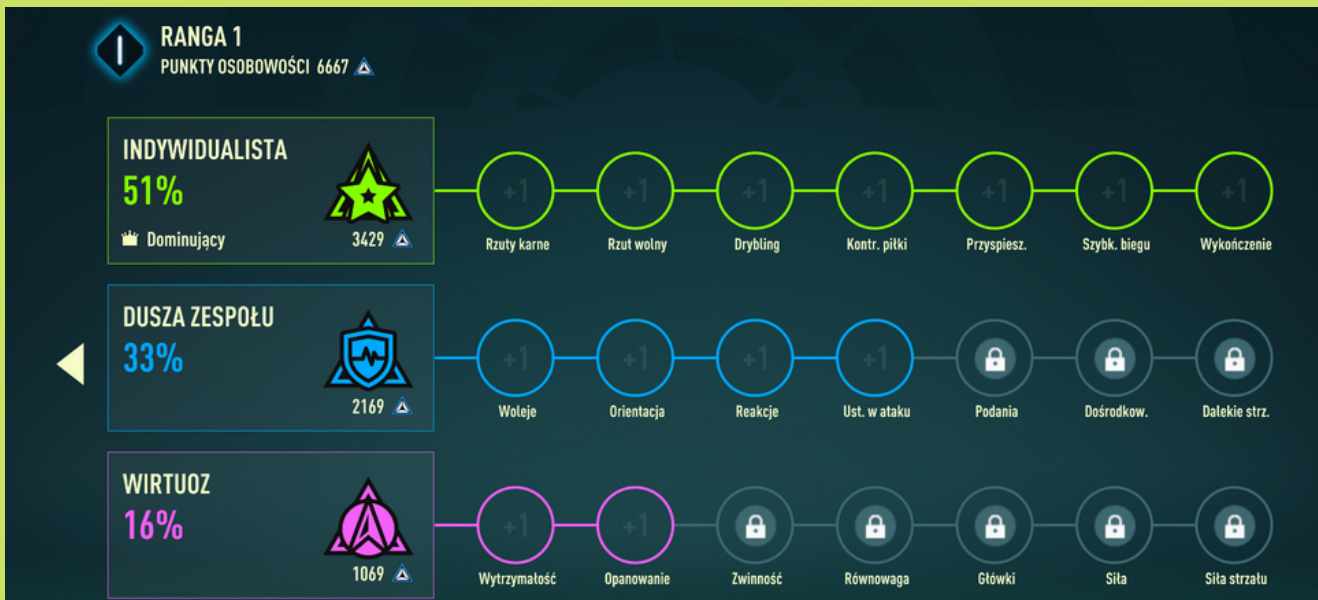 RANGA 1
PUNKTY OSOBOWOŚCI 6667
INDYWIDUALISTA
51%
Dominujący
3429
+1 +1 +1 +1 +1 +1 +1
Rzuty karne Rzut wolny Drybling Kontr. piłki Przyspiesz. Szybk. biegu Wykończenie
DUSZA ZESPOŁU
33%
2169
+1 +1 +1 +1
Woleje Orientacja Reakcje Ust. w ataku Podania Dośrodkow. Dalekie strz.
WIRTUOZ
16%
1069
+1 +1
Wytrzymałość Opanowanie Zwinność Równowaga Główki Siła Siła strzału